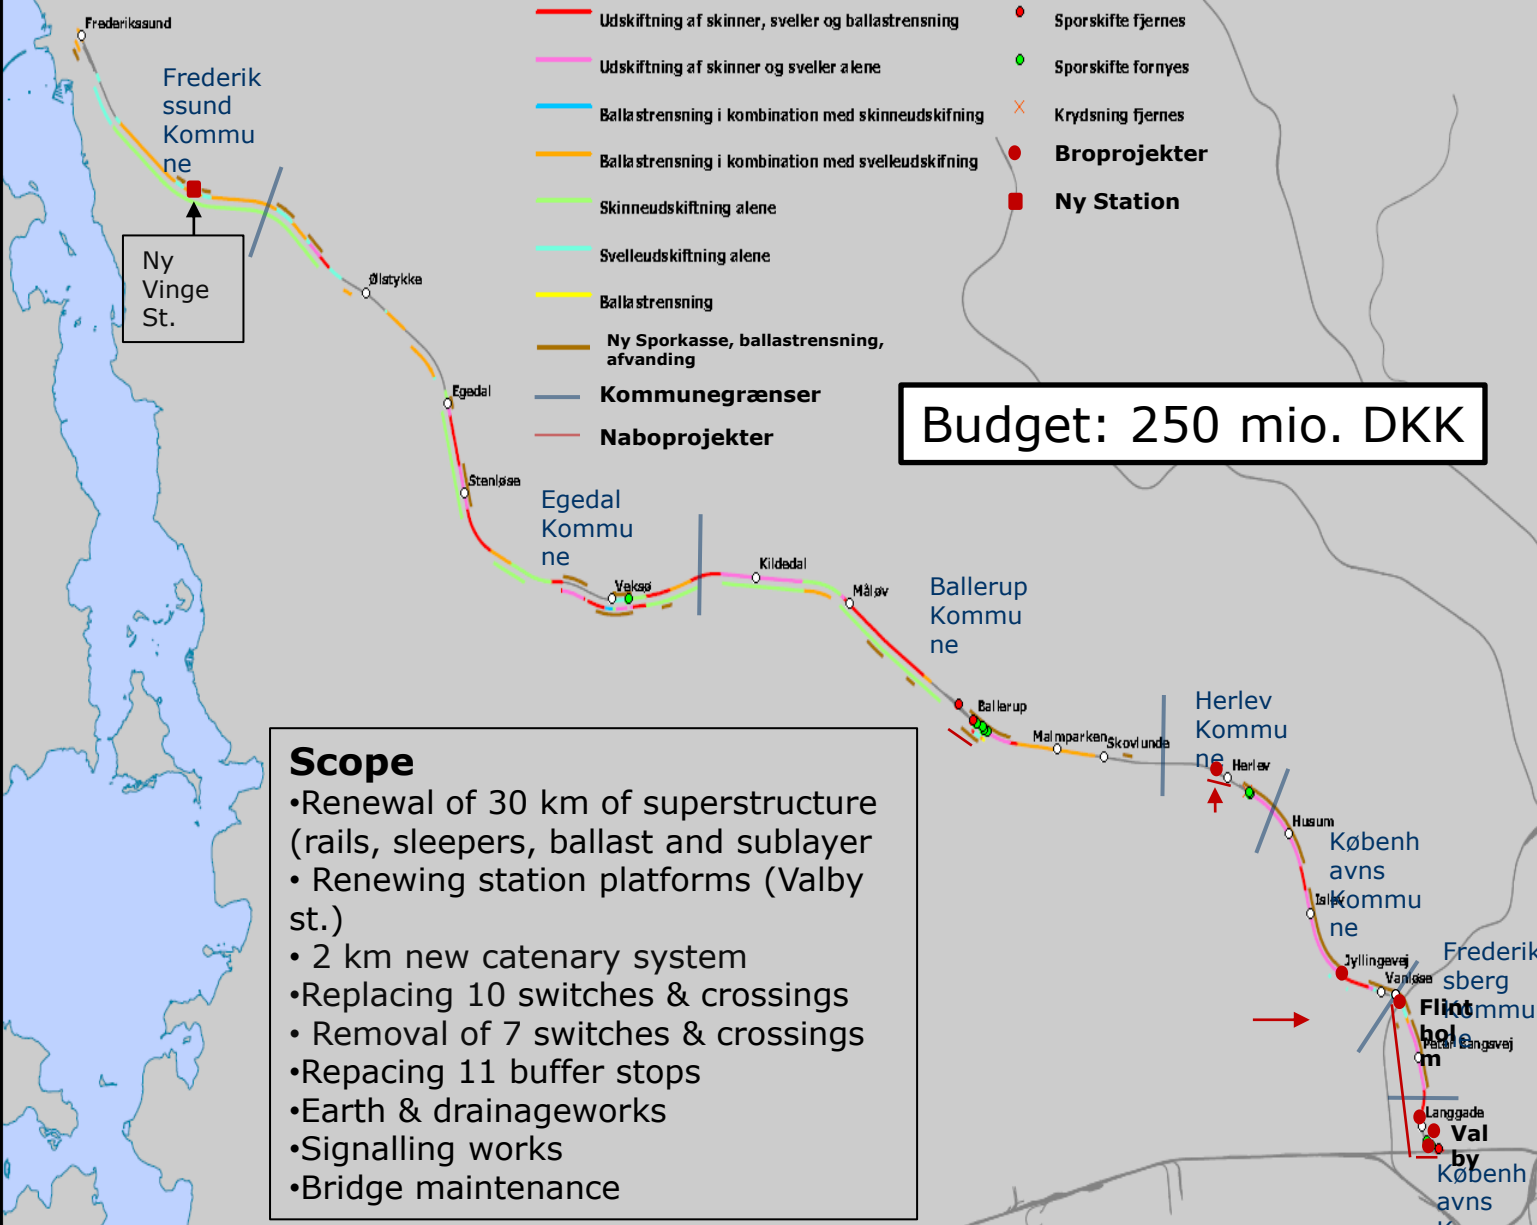 Frederikssund
Frederik
ssund
Kommu
ne
Ny
Vinge
St.
Udskiftning af skinner, sveller og ballastrensning
Udskiftning af skinner og sveller alene
Ballastrensning i kombination med skinneudskifning
Ballastrensning i kombination med svelleudskifning
Skinneudskiftning alene
Svelleudskiftning alene
Ballastrensning
Ny Sporkasse, ballastrensning,
afvanding
Kommunegrænser
Naboprojekter
Sporskifte fjernes
Sporskifte fornyes
Krydsning fjernes
Broprojekter
Ny Station
Budget: 250 mio. DKK
Ølstykke
Egedal
Stenløse
Egedal
Kommu
ne
Veksø
Kildedal
Måløv
Ballerup
Kommu
ne
Ballerup
Malmparken
Skovlunde
Herlev
Kommu
ne
Herlev
Husum
Københ
avns
Kommu
ne
Islev
Jyllingevej
Vanløse
Frederik
sberg
Kommu
ne
Flint
hol
m
Peter Bangsvej
Langgade
Val
by
Københ
avns
Scope
•Renewal of 30 km of superstructure
(rails, sleepers, ballast and sublayer
• Renewing station platforms (Valby
st.)
• 2 km new catenary system
•Replacing 10 switches & crossings
• Removal of 7 switches & crossings
•Repacing 11 buffer stops
•Earth & drainageworks
•Signalling works
•Bridge maintenance